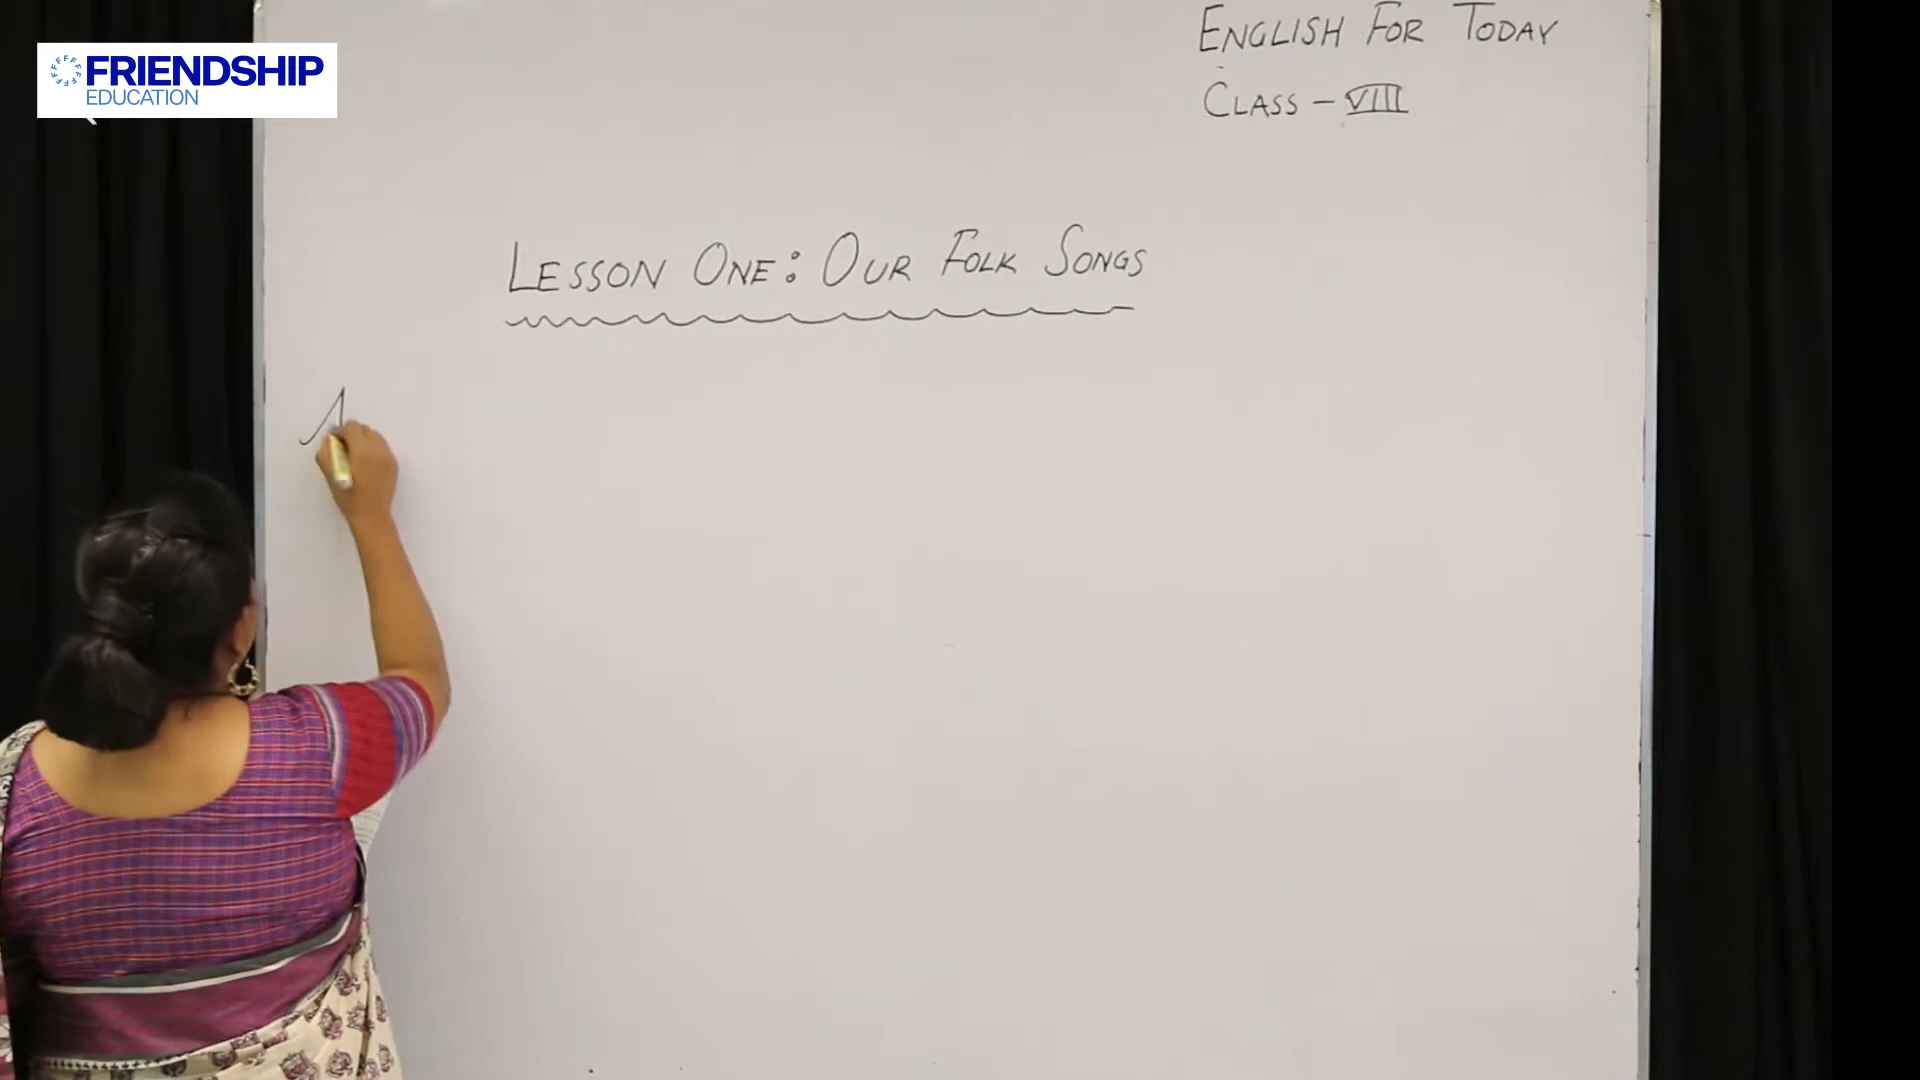 FRIENDSHIP
EDUCATION
ENGLISH FOR TODAY
CLASS – VIII
LESSON ONE: OUR FOLK SONGS
A